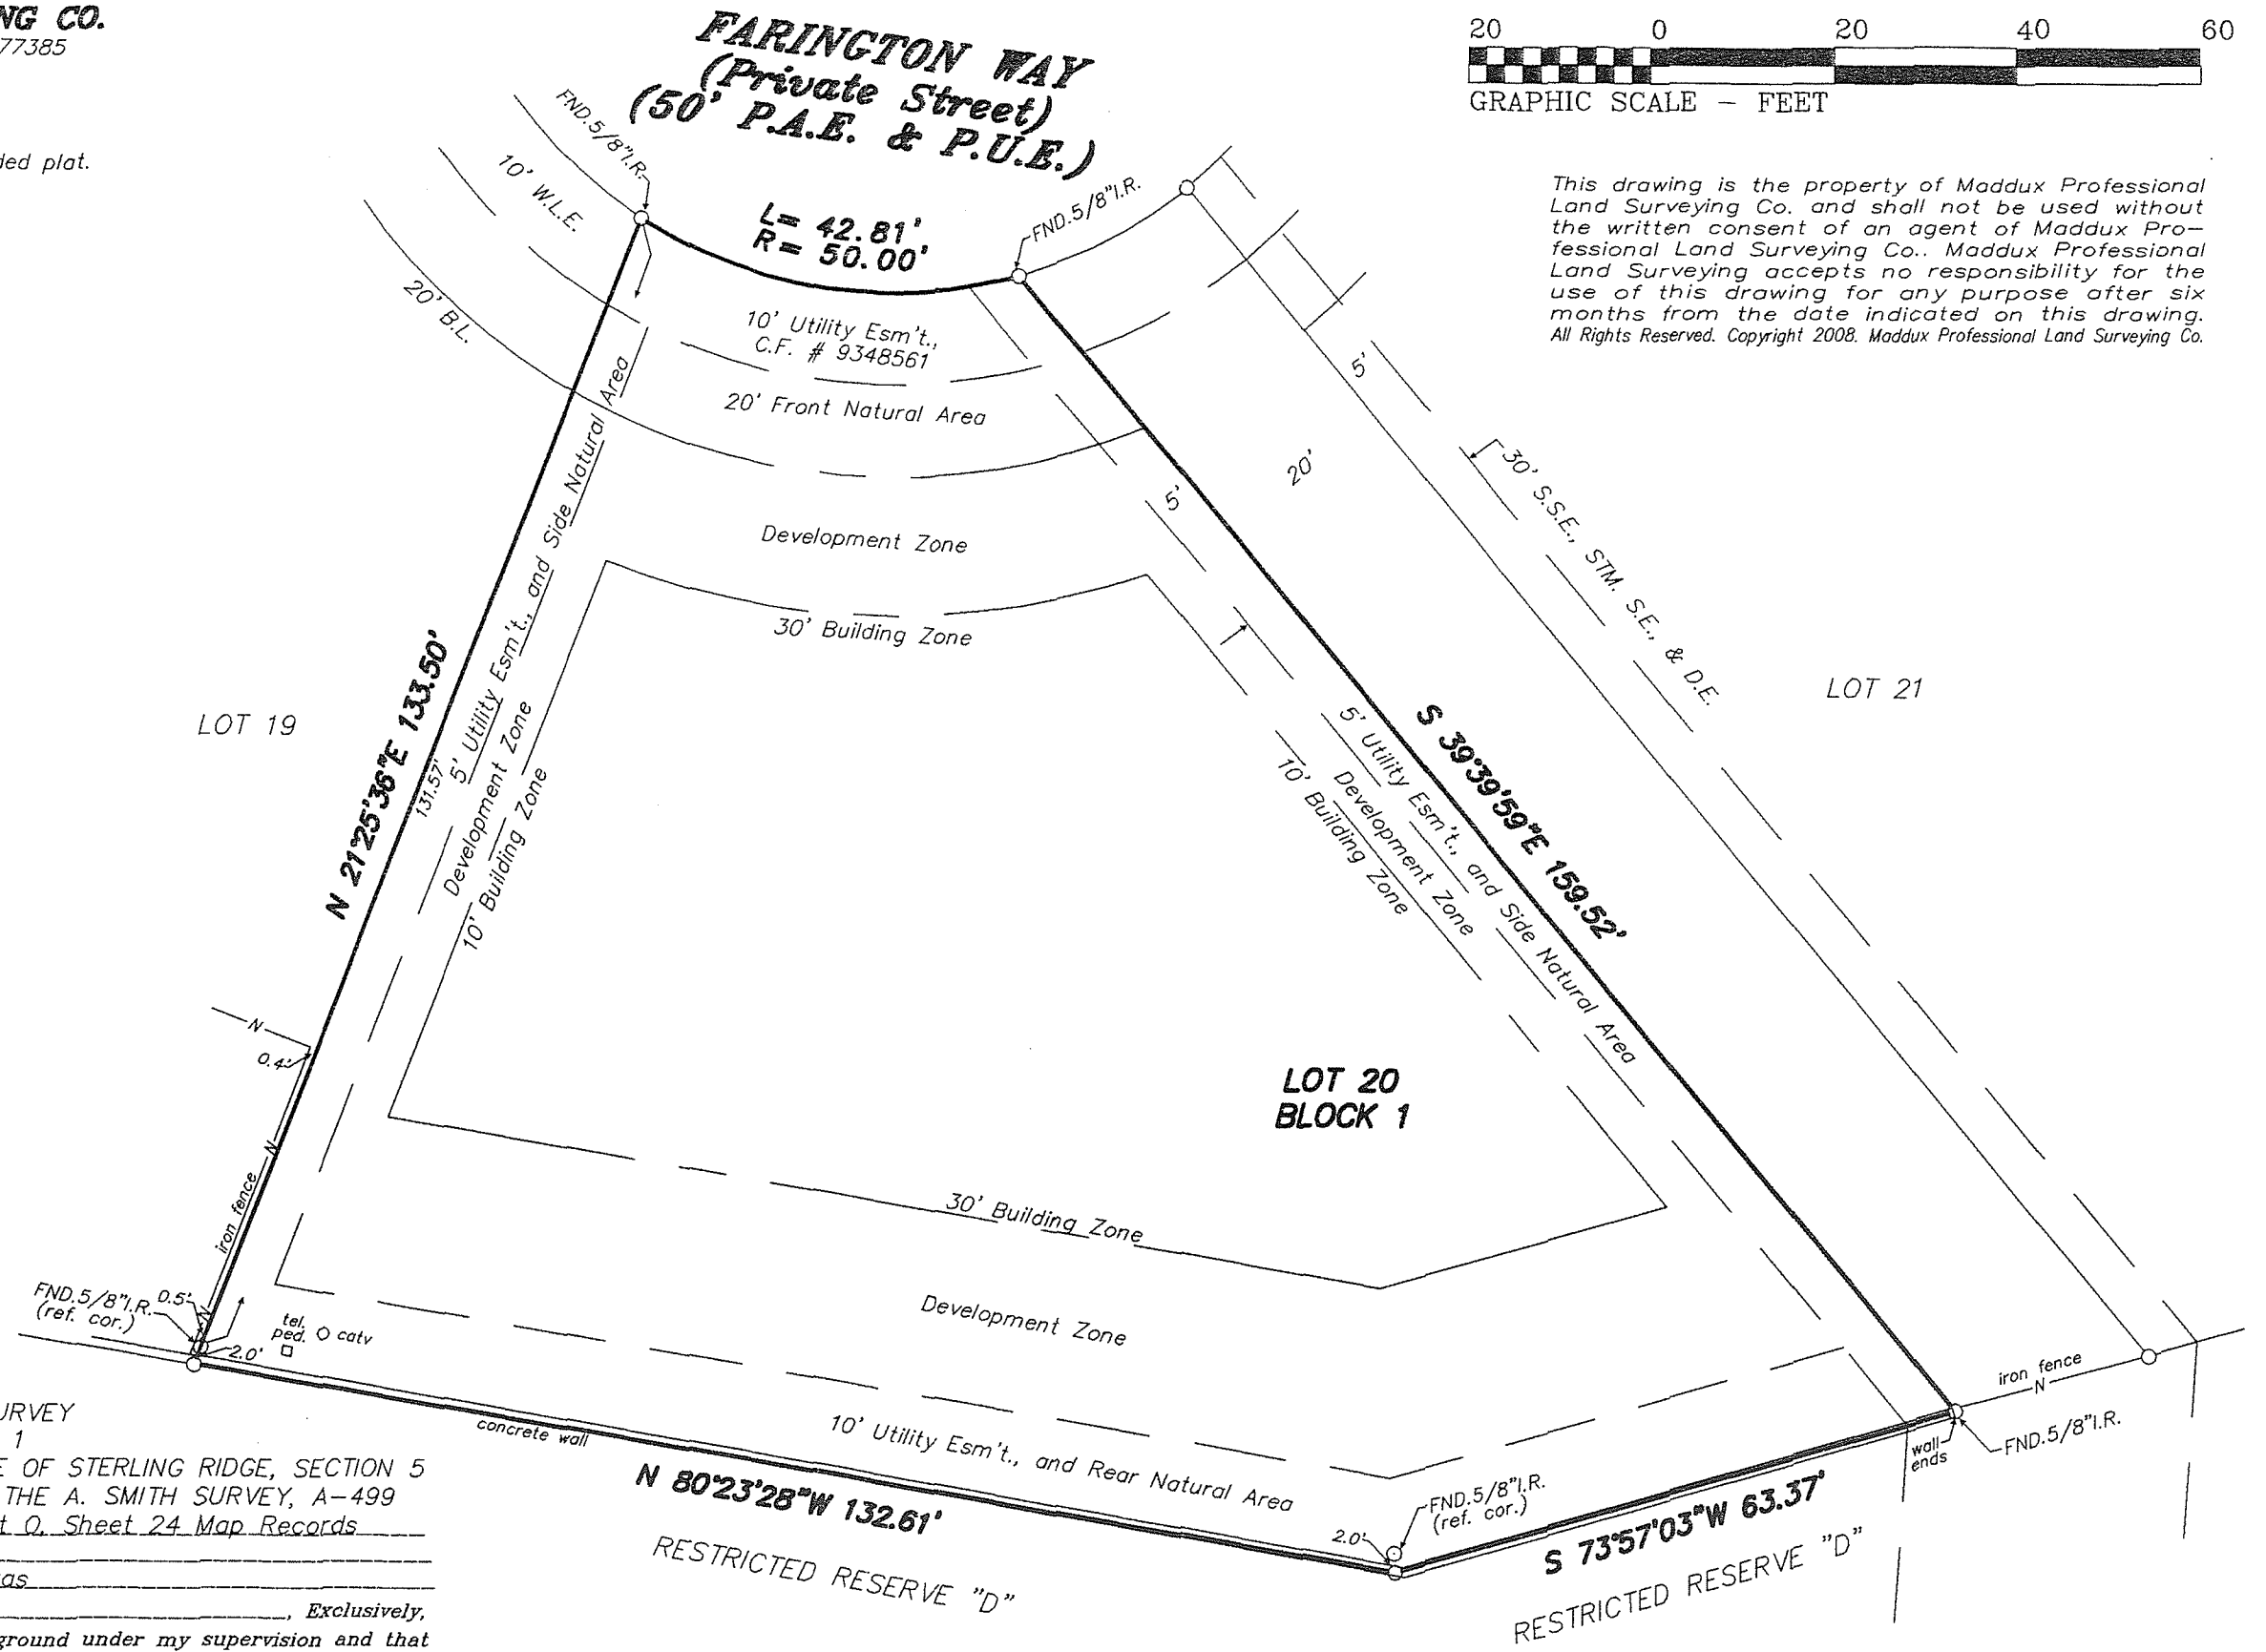 NG CO.
77385
ded plat.
FARINGTON WAY
(Private Street)
(50' P.A.E. & P.U.E.)
20 0 20 40 60
GRAPHIC SCALE – FEET
This drawing is the property of Maddux Professional
Land Surveying Co. and shall not be used without
the written consent of an agent of Maddux Pro–
fessional Land Surveying Co.. Maddux Professional
Land Surveying accepts no responsibility for the
use of this drawing for any purpose after six
months from the date indicated on this drawing.
All Rights Reserved. Copyright 2008. Maddux Professional Land Surveying Co.
FND.5/8"I.R.
10' W.L.E.
20' B.L.
L= 42.81'
R= 50.00'
FND.5/8"I.R.
10' Utility Esm't.,
C.F. # 9348561
20' Front Natural Area
Development Zone
30' Building Zone
5'
20'
5'
30' S.S.E., STM. S.E., & D.E.
LOT 19
LOT 21
N 21°25'36"E 133.50'
131.57'
5' Utility Esm't., and Side Natural Area
Development Zone
10' Building Zone
S 39°39'59"E 159.52'
5' Utility Esm't., and Side Natural Area
Development Zone
10' Building Zone
LOT 20
BLOCK 1
N
0.4'
N
iron fence
N
30' Building Zone
Development Zone
10' Utility Esm't., and Rear Natural Area
FND.5/8"I.R.
(ref. cor.)
0.5'
2.0'
tel.
ped.
catv
concrete wall
N 80°23'28"W 132.61'
RESTRICTED RESERVE "D"
2.0'
FND.5/8"I.R.
(ref. cor.)
S 73°57'03"W 63.37'
RESTRICTED RESERVE "D"
wall
ends
iron fence
N
FND.5/8"I.R.
URVEY
1
E OF STERLING RIDGE, SECTION 5
THE A. SMITH SURVEY, A–499
t O, Sheet 24 Map Records
as
, Exclusively,
ground under my supervision and that